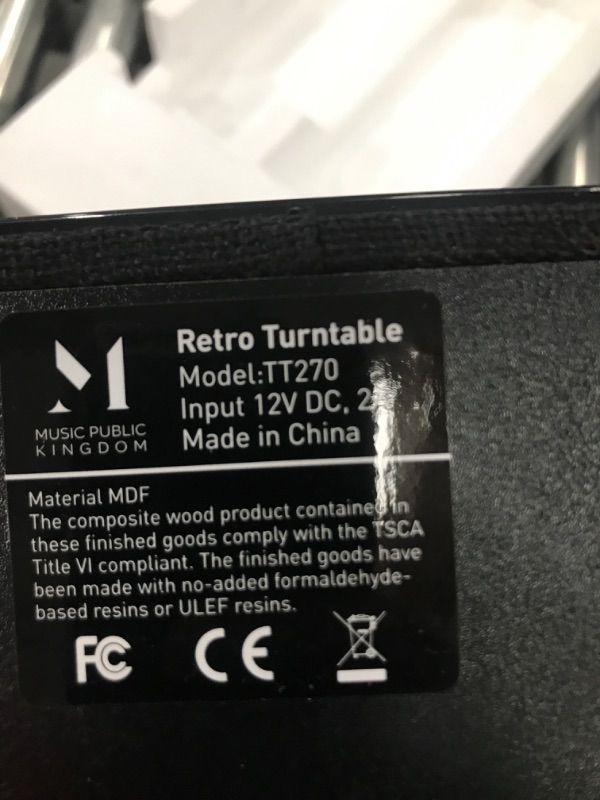 Retro Turntable
Model:TT270
Input 12V DC,
Made in China
MUSIC PUBLIC
KINGDOM
Material MDF
The composite wood product contained in
these finished goods comply with the TSCA
Title VI compliant. The finished goods have
been made with no-added formaldehyde-
based resins or ULEF resins.
FC CE